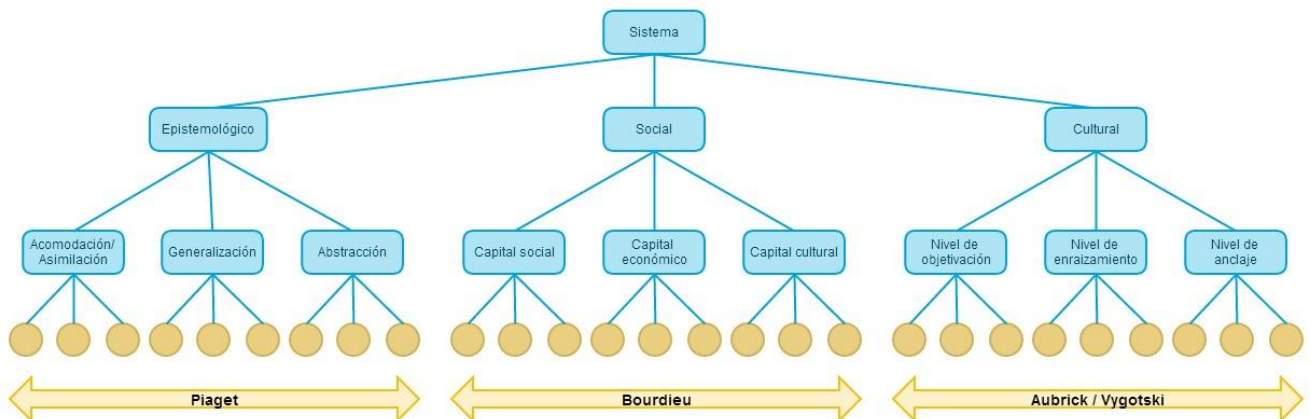 Sistema
Epistemológico
Social
Cultural
Acomodación/
Asimilación
Generalización
Abstracción
Capital social
Capital
económico
Capital cultural
Nivel de
objetivación
Nivel de
enraizamiento
Nivel de
anclaje
Piaget
Bourdieu
Aubrick / Vygotski